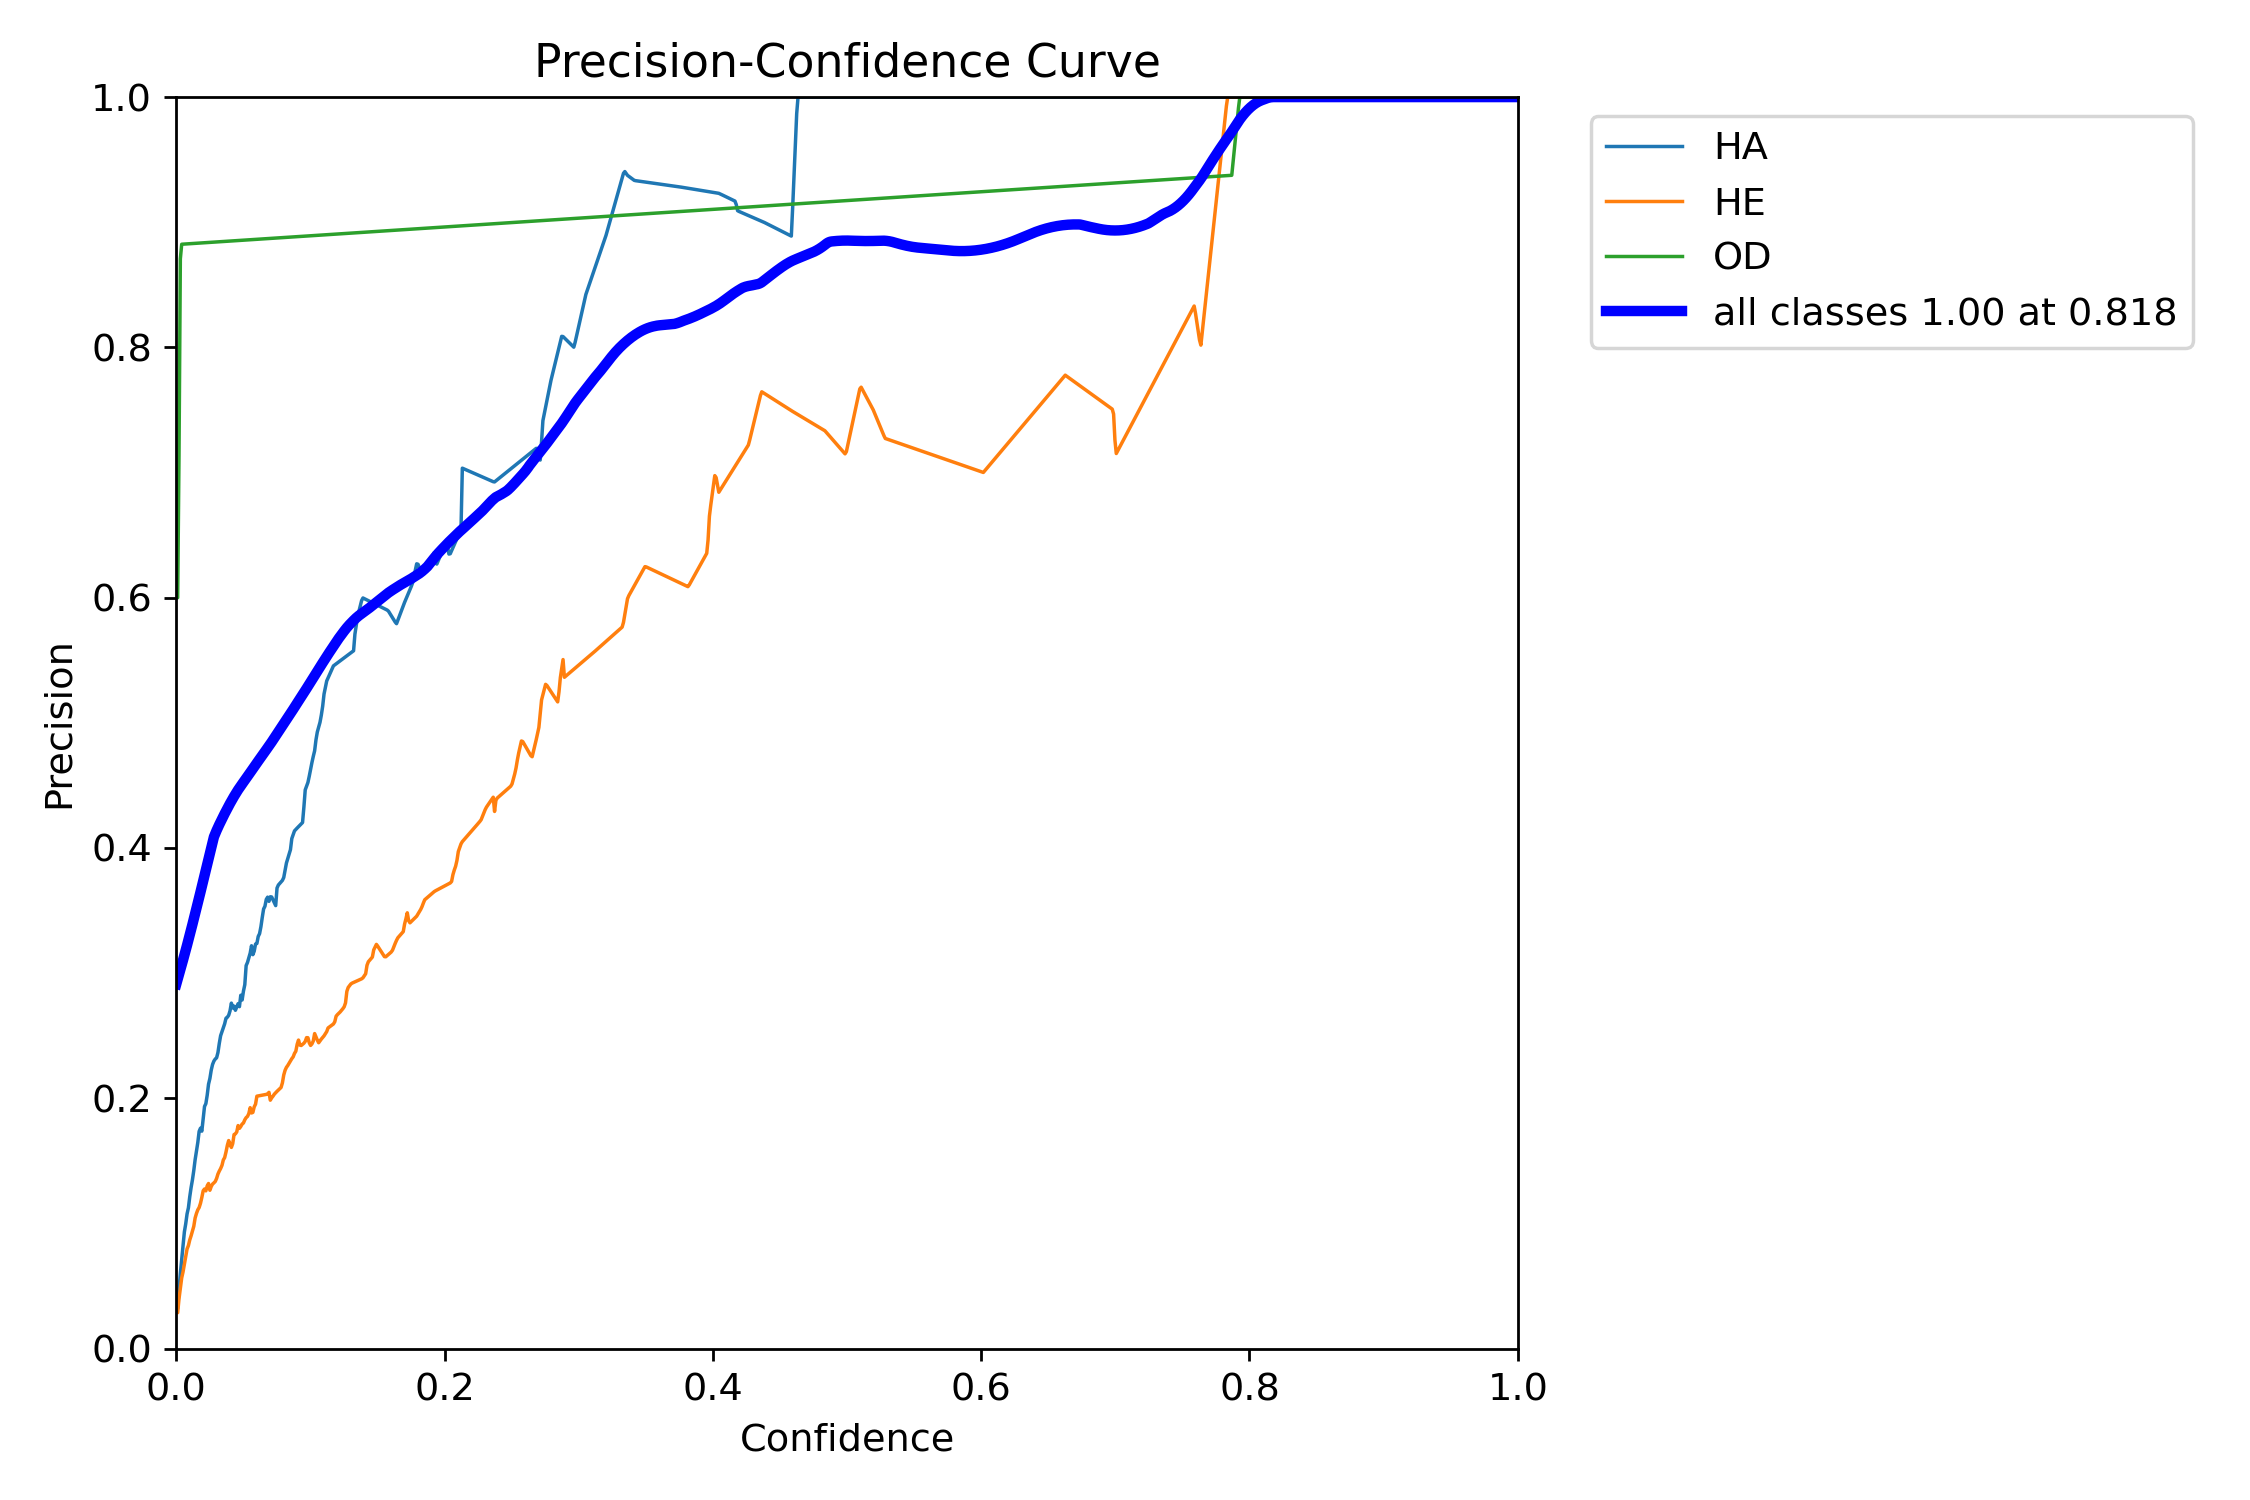 Precision-Confidence Curve
1.0
0.8
0.6
0.4
0.2
0.0
Precision
0.0 0.2 0.4 0.6 0.8 1.0
Confidence
HA
HE
OD
all classes 1.00 at 0.818